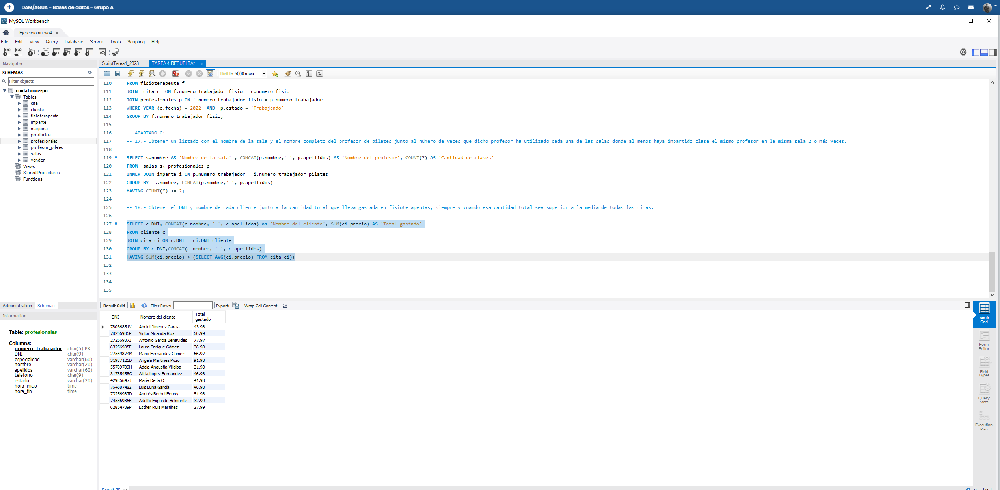 DAM/AGUA - Bases de datos - Grupo A
MySQL Workbench
Ejercicio nuevo4
File Edit View Query Database Server Tools Scripting Help
Navigator
SCHEMAS
Filter objects
cuidatucuerpo
Tables
cita
cliente
fisioterapeuta
imparte
maquina
productos
profesionales
profesor_pilates
salas
venden
Views
Stored Procedures
Functions
Administration Schemas
Information
Table: profesionales
Columns:
numero_trabajador char(5) PK
DNI char(9)
especialidad varchar(60)
nombre varchar(20)
apellidos varchar(60)
telefono char(9)
estado varchar(20)
hora_inicio time
hora_fin time
ScriptTarea4_2023 TAREA 4 RESUELTA*
Limit to 5000 rows
110 FROM fisioterapeuta f
111 JOIN  cita c  ON f.numero_trabajador_fisio = c.numero_fisio
112 JOIN profesionales p ON f.numero_trabajador_fisio = p.numero_trabajador
113 WHERE YEAR (c.fecha) = 2022  AND  p.estado = 'Trabajando'
114 GROUP BY f.numero_trabajador_fisio;
115
116 -- APARTADO C:
117 -- 17.- Obtener un listado con el nombre de la sala y el nombre completo del profesor de pilates junto al número de veces que dicho profesor ha utilizado cada una de las salas donde al menos haya impartido clase el mismo profesor en la misma sala 2 o más veces.
118
119 SELECT s.nombre AS 'Nombre de la sala' , CONCAT(p.nombre,' ', p.apellidos) AS 'Nombre del profesor', COUNT(*) AS 'Cantidad de clases'
120 FROM  salas s, profesionales p
121 INNER JOIN imparte i ON p.numero_trabajador = i.numero_trabajador_pilates
122 GROUP BY  s.nombre, CONCAT(p.nombre,' ', p.apellidos)
123 HAVING COUNT(*) >= 2;
124
125 -- 18.- Obtener el DNI y nombre de cada cliente junto a la cantidad total que lleva gastada en fisioterapeutas, siempre y cuando esa cantidad total sea superior a la media de todas las citas.
126
127 SELECT c.DNI, CONCAT(c.nombre, ' ', c.apellidos) as 'Nombre del cliente', SUM(ci.precio) AS 'Total gastado'
128 FROM cliente c
129 JOIN cita ci ON c.DNI = ci.DNI_cliente
130 GROUP BY c.DNI,CONCAT(c.nombre, ' ', c.apellidos)
131 HAVING SUM(ci.precio) > (SELECT AVG(ci.precio) FROM cita ci);
132
133
134
135
Result Grid Filter Rows: Export: Wrap Cell Content:
DNI Nombre del cliente Total gastado
78036851V Abdiel Jiménez García 43.98
78256985P Víctor Miranda Rox 60.99
27256987J Antonio Garcia Benavides 77.97
63256985F Laura Enrique Gómez 36.98
27569874M Mario Fernandez Gomez 66.97
31987125D Angela Martinez Pozo 91.98
55789789H Adela Angustia Villalba 31.98
31785458G Alicia Lopez Fernandez 46.98
42985647J María De la O 41.98
76458748Z Luis Luna García 46.98
73256987D Andrés Berbel Fenoy 51.98
74586985B Adolfo Expósito Belmonte 32.99
62854789P Esther Ruiz Martínez 27.99
Result Grid
Form Editor
Field Types
Query Stats
Execution Plan
Result 75
Read Only